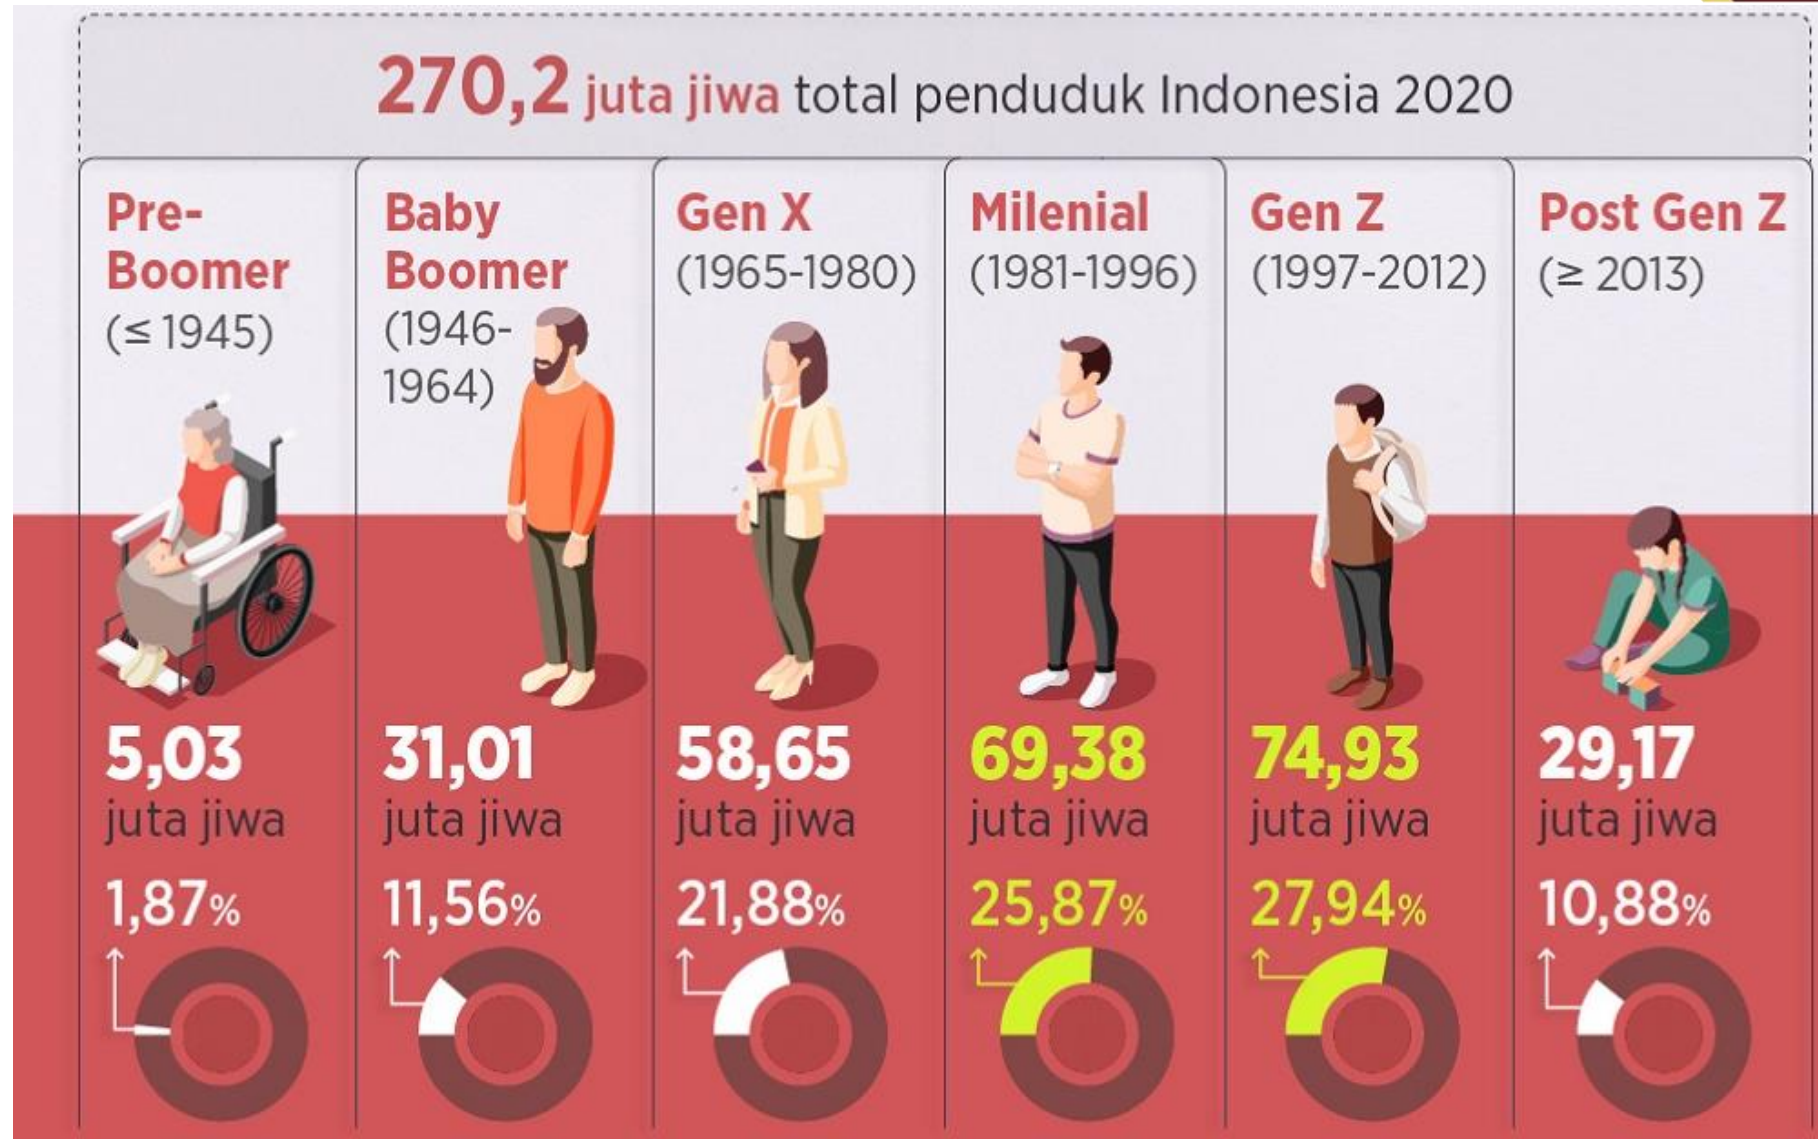 270,2 juta jiwa total penduduk Indonesia 2020
Pre-
Boomer
(≤ 1945)
5,03
juta jiwa
1,87%
Baby
Boomer
(1946-
1964)
31,01
juta jiwa
11,56%
Gen X
(1965-1980)
58,65
juta jiwa
21,88%
Milenial
(1981-1996)
69,38
juta jiwa
25,87%
Gen Z
(1997-2012)
74,93
juta jiwa
27,94%
Post Gen Z
(≥ 2013)
29,17
juta jiwa
10,88%